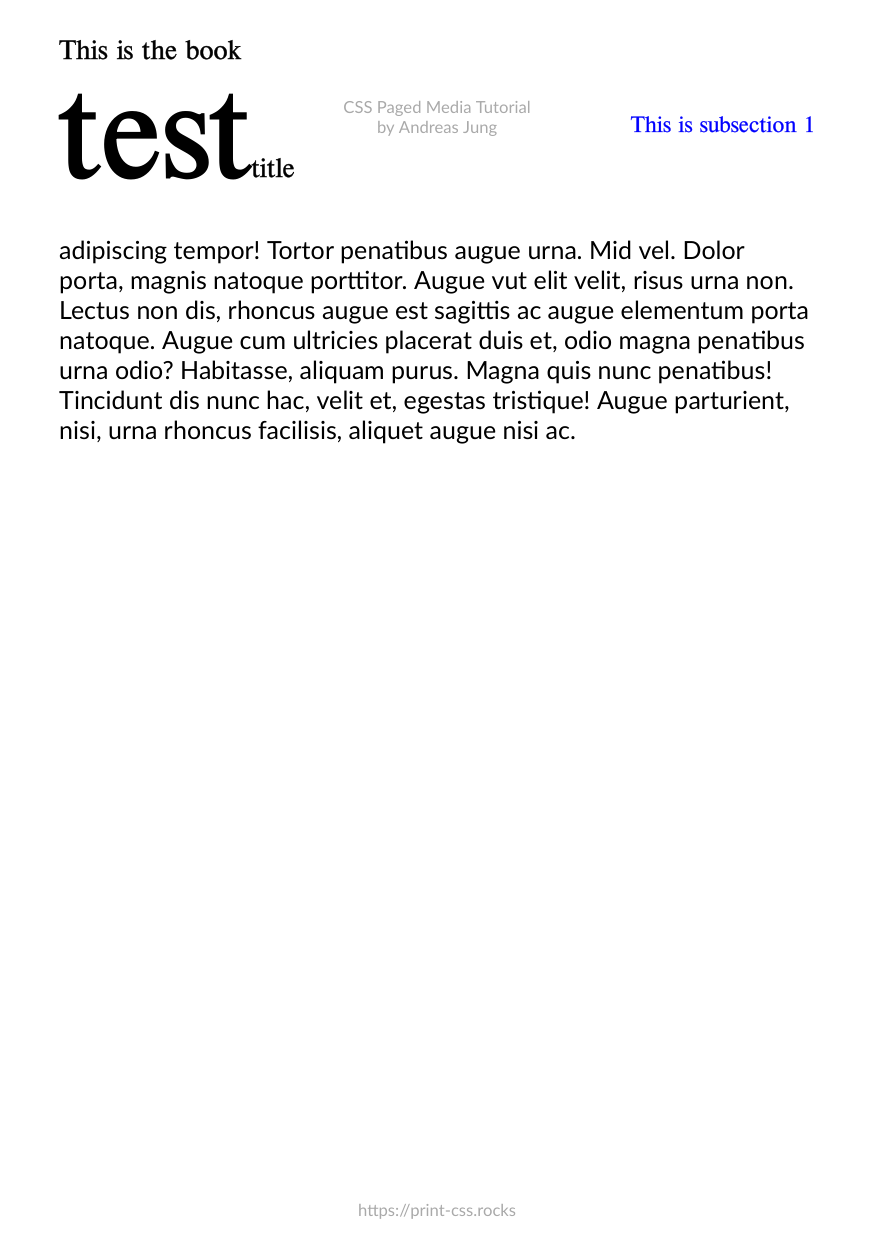 This is the book
testtitle
CSS Paged Media Tutorial
by Andreas Jung
This is subsection 1
adipiscing tempor! Tortor penatibus augue urna. Mid vel. Dolor
porta, magnis natoque porttitor. Augue vut elit velit, risus urna non.
Lectus non dis, rhoncus augue est sagittis ac augue elementum porta
natoque. Augue cum ultricies placerat duis et, odio magna penatibus
urna odio? Habitasse, aliquam purus. Magna quis nunc penatibus!
Tincidunt dis nunc hac, velit et, egestas tristique! Augue parturient,
nisi, urna rhoncus facilisis, aliquet augue nisi ac.
https://print-css.rocks